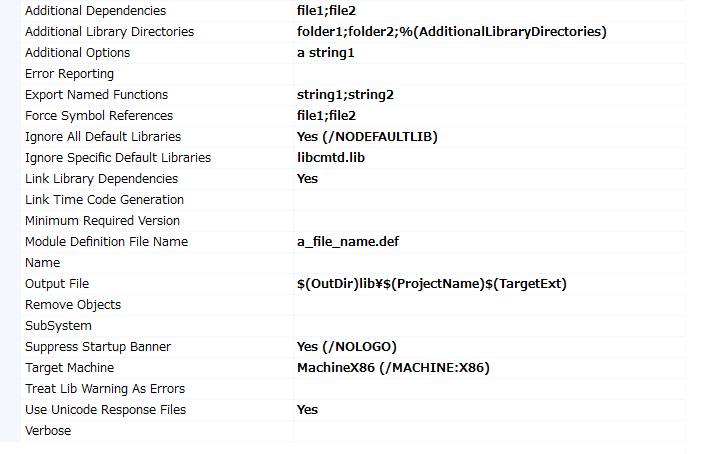 Additional Dependencies file1;file2
Additional Library Directories folder1;folder2;%(AdditionalLibraryDirectories)
Additional Options a string1
Error Reporting
Export Named Functions string1;string2
Force Symbol References file1;file2
Ignore All Default Libraries Yes (/NODEFAULTLIB)
Ignore Specific Default Libraries libcmtd.lib
Link Library Dependencies Yes
Link Time Code Generation
Minimum Required Version
Module Definition File Name a_file_name.def
Name
Output File $(OutDir)lib¥$(ProjectName)$(TargetExt)
Remove Objects
SubSystem
Suppress Startup Banner Yes (/NOLOGO)
Target Machine MachineX86 (/MACHINE:X86)
Treat Lib Warning As Errors
Use Unicode Response Files Yes
Verbose